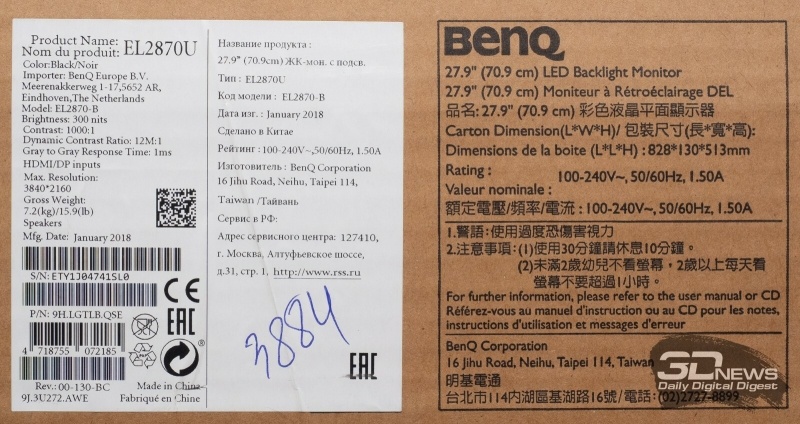 Product Name: EL2870U
Nom du produit:
Color:Black/Noir
Importer: BenQ Europe B.V.
Meerenakkerweg 1-17,5652 AR,
Eindhoven,The Netherlands
Model: EL2870-B
Brightness: 300 nits
Contrast: 1000:1
Dynamic Contrast Ratio: 12M:1
Gray to Gray Response Time: 1ms
HDMI/DP inputs
Max. Resolution:
3840*2160
Gross Weight:
7.2(kg)/15.9(lb)
Speakers
Mfg. Date: January 2018
S/N: ETY1J04741SL0
P/N: 9H.LGTLB.QSE
CE
EAC
4 718755 072185
Rev.: 00-130-BC
9J.3U272.AWE
Made in China
Fabriqué en Chine
Название продукта :
27.9" (70.9cm) ЖК-мон. с подсв.
Тип : EL2870U
Код модели : EL2870-B
Дата изг. : January 2018
Сделано в Китае
Рейтинг : 100-240V~,50/60Hz, 1.50A
Изготовитель : BenQ Corporation
16 Jihu Road, Neihu, Taipei 114,
Taiwan /Тайвань
Сервис в РФ:
Адрес сервисного центра: 127410,
г. Москва, Алтуфьевское шоссе,
д.31, стр. 1, http://www.rss.ru
3884
EAC
BenQ
27.9" (70.9 cm) LED Backlight Monitor
27.9" (70.9 cm) Moniteur à Rétroéclairage DEL
品名: 27.9" (70.9 cm) 彩色液晶平面顯示器
Carton Dimension(L*W*H)/ 包裝尺寸(長*寬*高):
Dimensions de la boite (L*L*H) : 828*130*513mm
Rating :
100-240V~, 50/60Hz, 1.50A
Valeur nominale :
額定電壓/頻率/電流 : 100-240V~, 50/60Hz, 1.50A
1.警語:使用過度恐傷害視力
2.注意事項:(1)使用30分鐘請休息10分鐘。
(2)未滿2歲幼兒不看螢幕，2歲以上每天看
螢幕不要超過1小時。
For further information, please refer to the user manual or CD
Référez-vous au manuel d'instruction ou au CD pour les notes,
instructions d'utilisation et messages d'erreur
BenQ Corporation
16 Jihu Road, Neihu, Taipei 114, Taiwan
明基電通
台北市114內湖區基湖路16號/電話:(02)2727-8899
3DNEWS
Daily Digital Digest